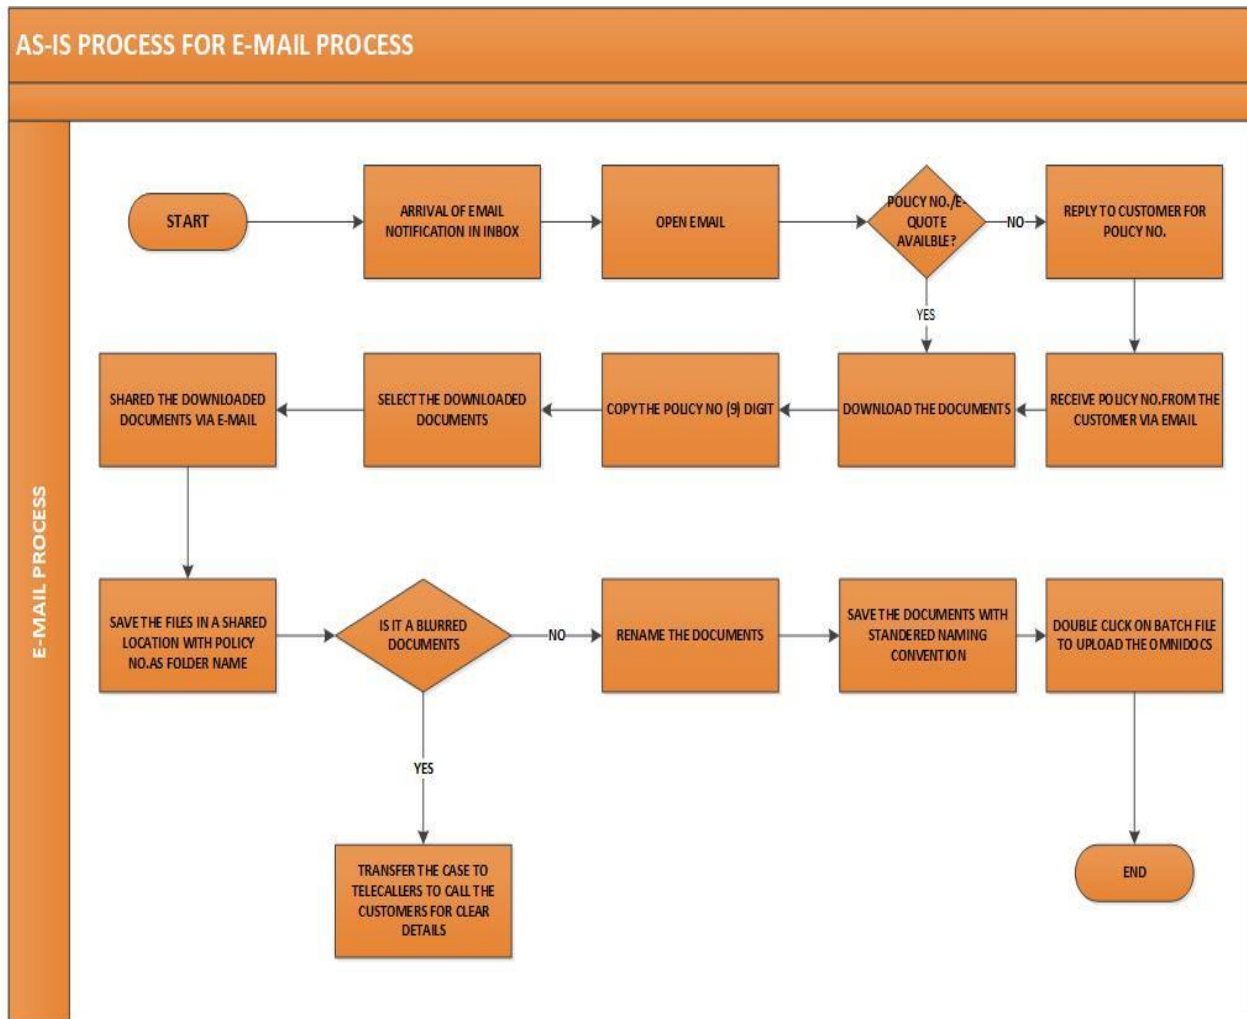 AS-IS PROCESS FOR E-MAIL PROCESS
E-MAIL PROCESS
START
ARRIVAL OF EMAIL
NOTIFICATION IN INBOX
OPEN EMAIL
POLICY NO./E-
QUOTE
AVAILBLE?
NO
REPLY TO CUSTOMER FOR
POLICY NO.
YES
SHARED THE DOWNLOADED
DOCUMENTS VIA E-MAIL
SELECT THE DOWNLOADED
DOCUMENTS
COPY THE POLICY NO (9) DIGIT
DOWNLOAD THE DOCUMENTS
RECEIVE POLICY NO.FROM THE
CUSTOMER VIA EMAIL
SAVE THE FILES IN A SHARED
LOCATION WITH POLICY
NO.AS FOLDER NAME
IS IT A BLURRED
DOCUMENTS
NO
RENAME THE DOCUMENTS
SAVE THE DOCUMENTS WITH
STANDERED NAMING
CONVENTION
DOUBLE CLICK ON BATCH FILE
TO UPLOAD THE OMNIDOCS
YES
TRANSFER THE CASE TO
TELECALLERS TO CALL THE
CUSTOMERS FOR CLEAR
DETAILS
END